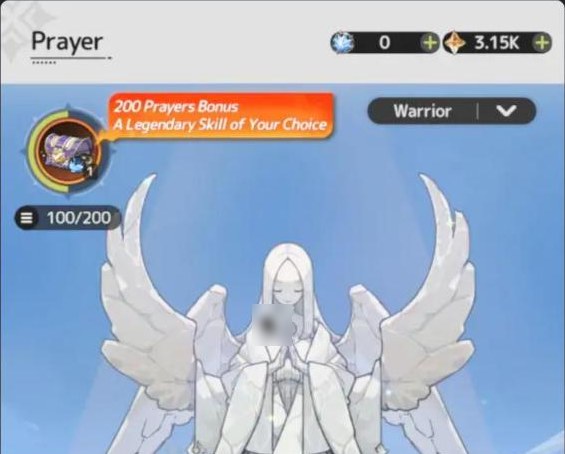 Prayer
0
3.15K
200 Prayers Bonus
A Legendary Skill of Your Choice
Warrior
1
100/200